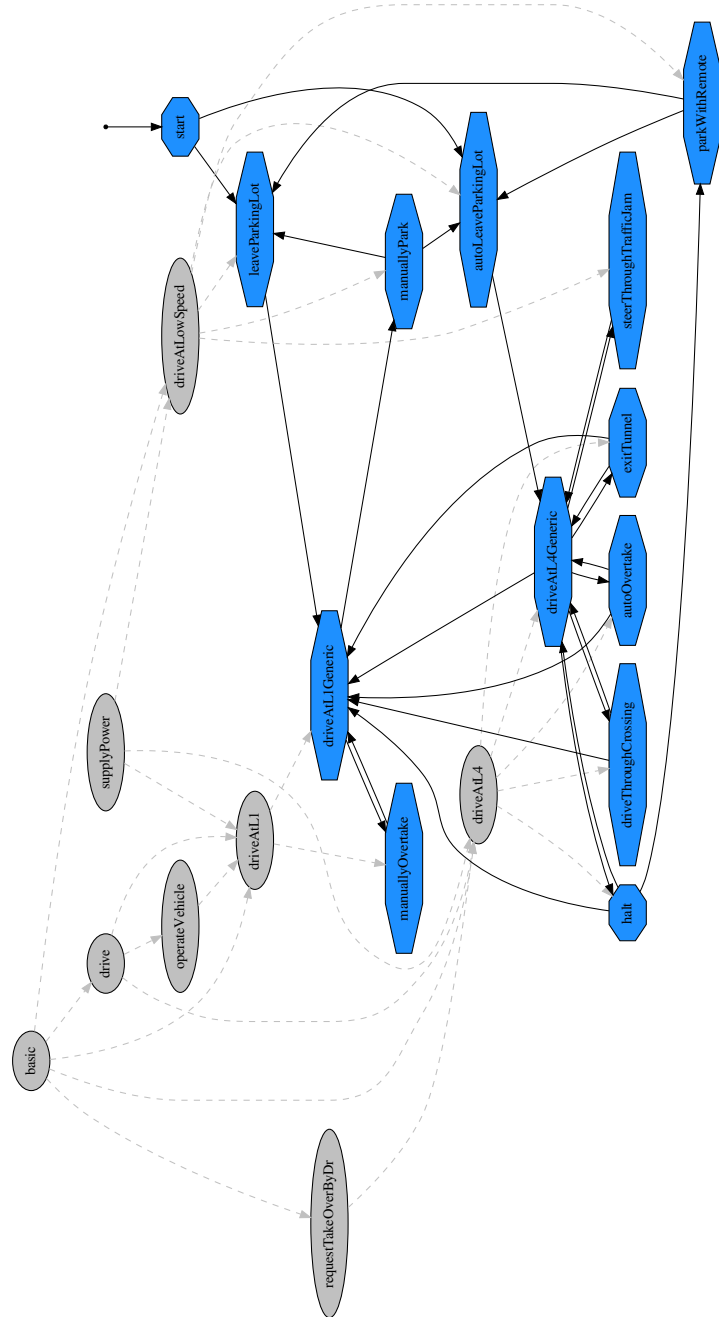 basic
drive
supplyPower
operateVehicle
driveAtLowSpeed
start
driveAtL1
leaveParkingLot
requestTakeOverByDr
driveAtL1Generic
manuallyOvertake
manuallyPark
driveAtL4
autoLeaveParkingLot
driveAtL4Generic
halt
driveThroughCrossing
autoOvertake
exitTunnel
steerThroughTrafficJam
parkWithRemote